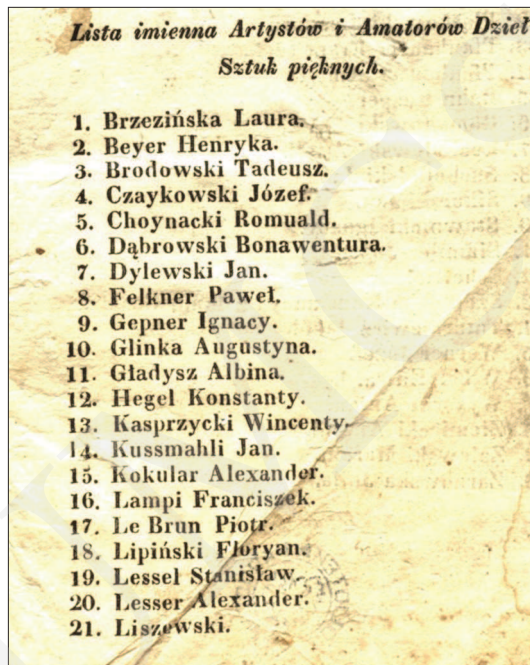 Lista imienna Artystów i Amatorów Dzieł
Sztuk pięknych.
1. Brzezińska Laura.
2. Beyer Henryka.
3. Brodowski Tadeusz.
4. Czaykowski Józef.
5. Choynacki Romuald.
6. Dąbrowski Bonawentura.
7. Dylewski Jan.
8. Felkner Paweł.
9. Gepner Ignacy.
10. Glinka Augustyna.
11. Gładysz Albina.
12. Hegel Konstanty.
13. Kasprzycki Wincenty.
14. Kussmahli Jan.
15. Kokular Alexander.
16. Lampi Franciszek.
17. Le Brun Piotr.
18. Lipiński Floryan.
19. Lessel Stanisław.
20. Lesser Alexander.
21. Liszewski.